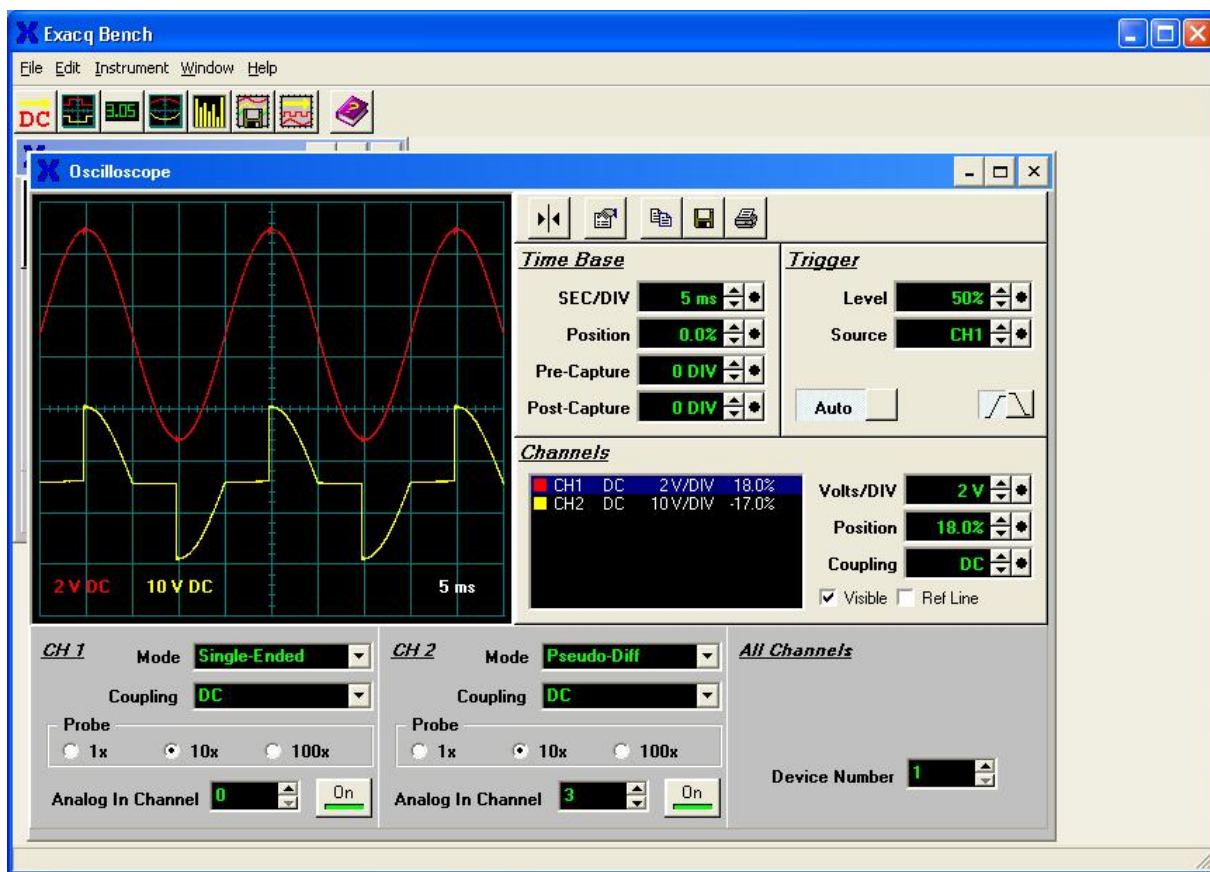 Exacq Bench
File Edit Instrument Window Help
DC 3.05 ?
Oscilloscope
Time Base
SEC/DIV 5 ms
Position 0.0%
Pre-Capture 0 DIV
Post-Capture 0 DIV
Trigger
Level 50%
Source CH1
Auto
Channels
CH1 DC 2 V/DIV 18.0%
CH2 DC 10 V/DIV -17.0%
Volts/DIV 2 V
Position 18.0%
Coupling DC
Visible Ref Line
2 V DC 10 V DC 5 ms
CH 1
Mode Single-Ended
Coupling DC
Probe
1x 10x 100x
Analog In Channel 0 On
CH 2
Mode Pseudo-Diff
Coupling DC
Probe
1x 10x 100x
Analog In Channel 3 On
All Channels
Device Number 1